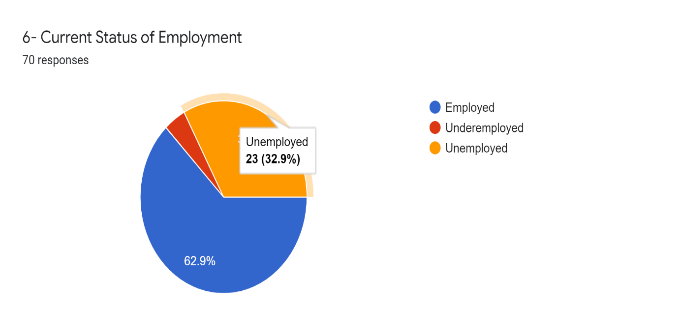 6- Current Status of Employment
70 responses
Employed
Underemployed
Unemployed
Unemployed
23 (32.9%)
62.9%